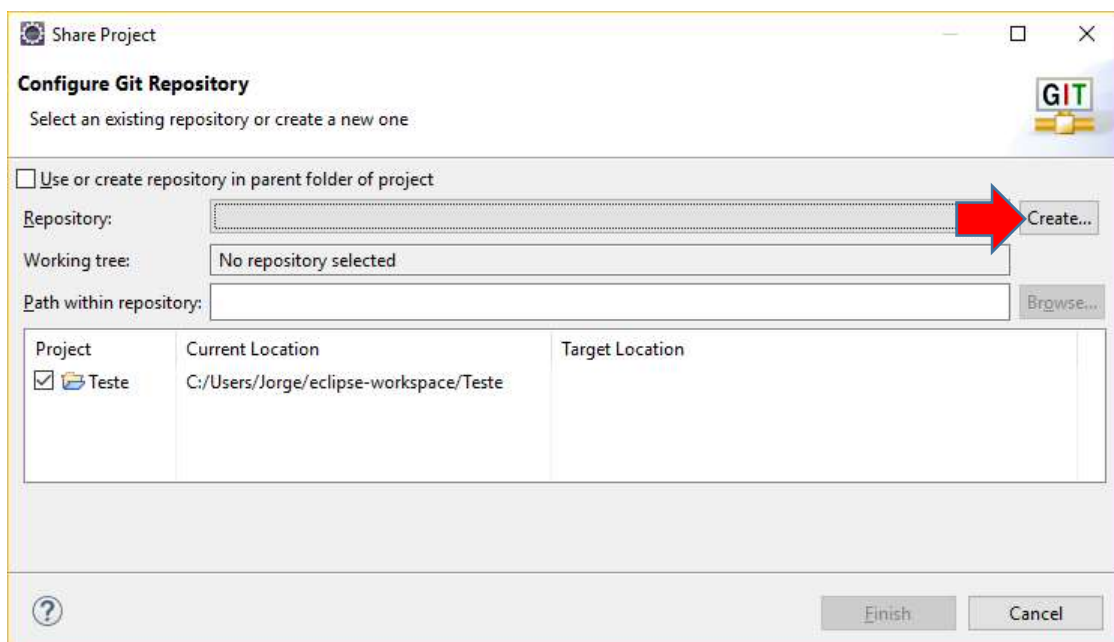 Share Project
Configure Git Repository
Select an existing repository or create a new one
GIT
Use or create repository in parent folder of project
Repository: Create...
Working tree: No repository selected
Path within repository: Browse...
Project Current Location Target Location
Teste C:/Users/Jorge/eclipse-workspace/Teste
? Finish Cancel